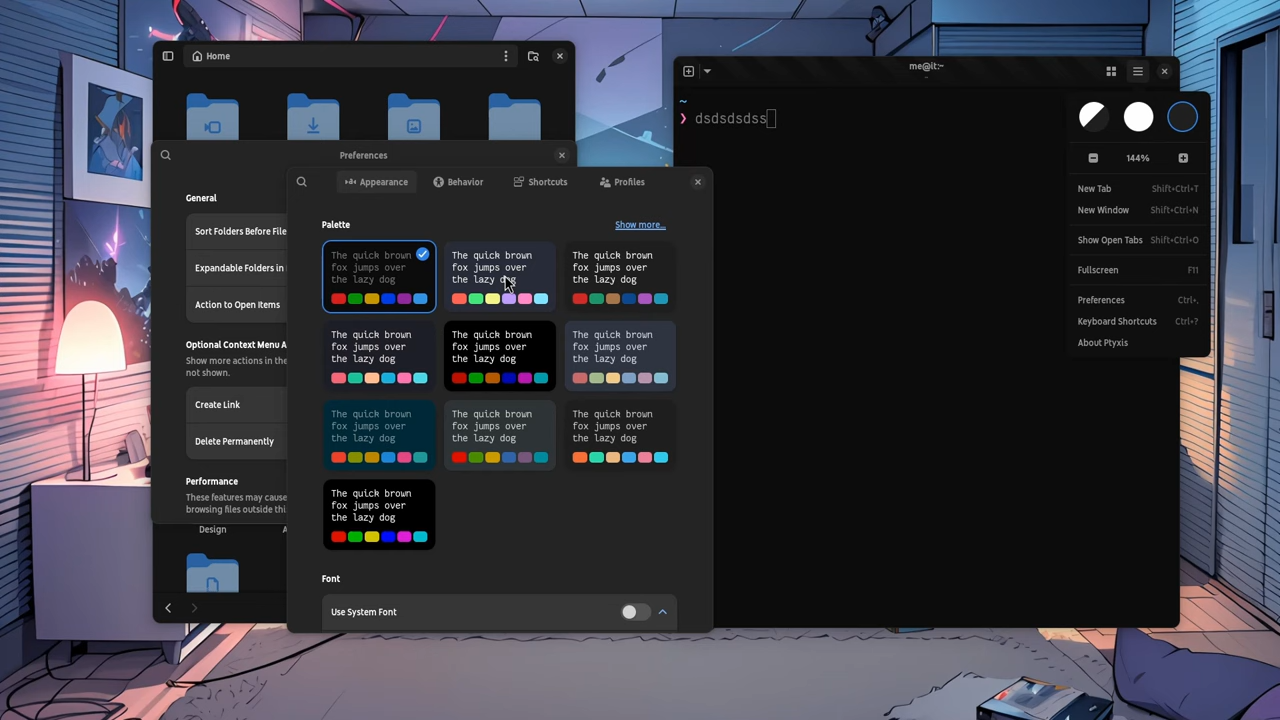 Home
Preferences
General
Sort Folders Before File
Expandable Folders in
Action to Open Items
Optional Context Menu A
Show more actions in the
not shown.
Create Link
Delete Permanently
Performance
These features may cause
browsing files outside thi
Design
Appearance
Behavior
Shortcuts
Profiles
Palette
Show more...
The quick brown
fox jumps over
the lazy dog
The quick brown
fox jumps over
the lazy dog
The quick brown
fox jumps over
the lazy dog
The quick brown
fox jumps over
the lazy dog
The quick brown
fox jumps over
the lazy dog
The quick brown
fox jumps over
the lazy dog
The quick brown
fox jumps over
the lazy dog
The quick brown
fox jumps over
the lazy dog
The quick brown
fox jumps over
the lazy dog
The quick brown
fox jumps over
the lazy dog
Font
Use System Font
me@it:~
~
❯ dsdsdsdss
144%
New Tab Shift+Ctrl+T
New Window Shift+Ctrl+N
Show Open Tabs Shift+Ctrl+O
Fullscreen F11
Preferences Ctrl+,
Keyboard Shortcuts Ctrl+?
About Ptyxis